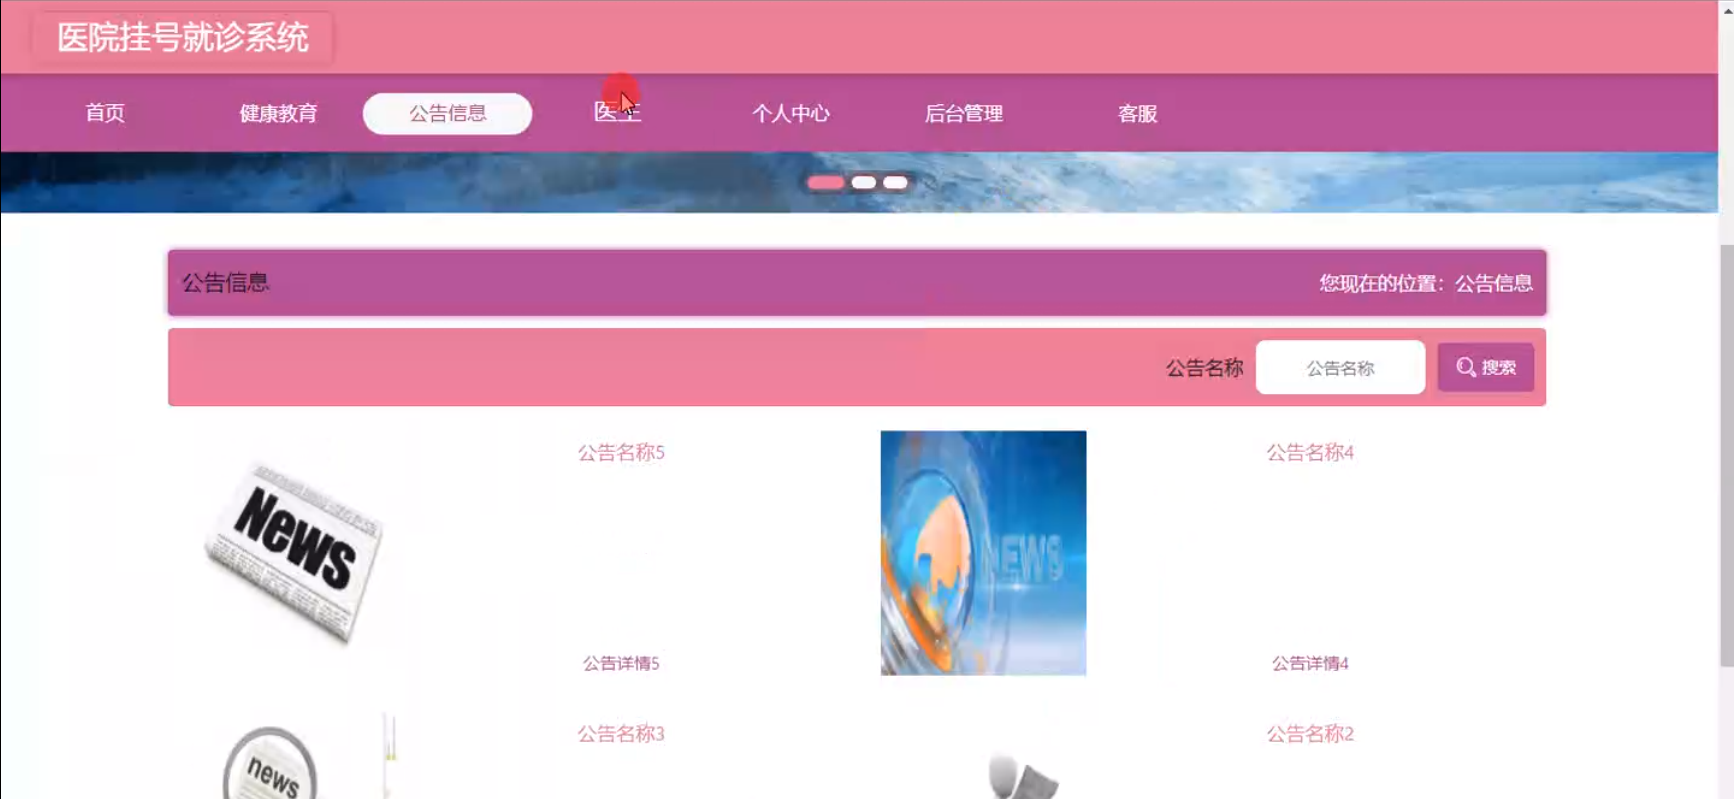 医院挂号就诊系统
首页 健康教育 公告信息 医生 个人中心 后台管理 客服
公告信息 您现在的位置：公告信息
公告名称 公告名称 搜索
公告名称5 公告名称4
News
NEWS
公告详情5 公告详情4
公告名称3 公告名称2
news